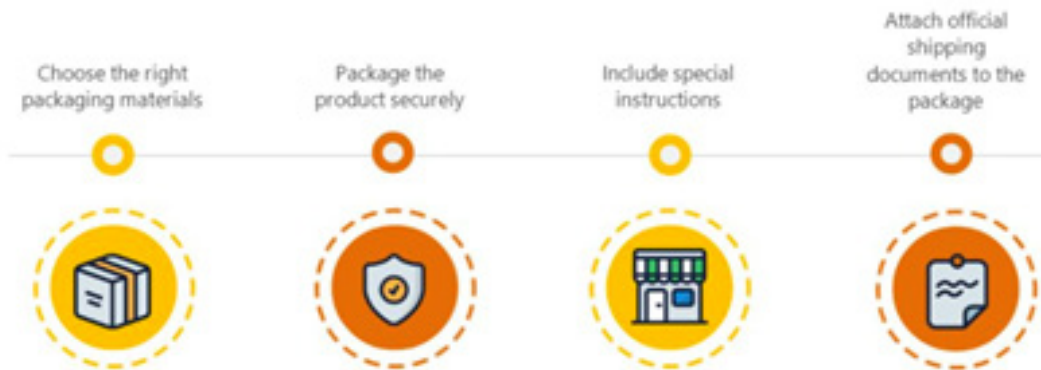 Choose the right
packaging materials
Package the
product securely
Include special
instructions
Attach official
shipping
documents to the
package